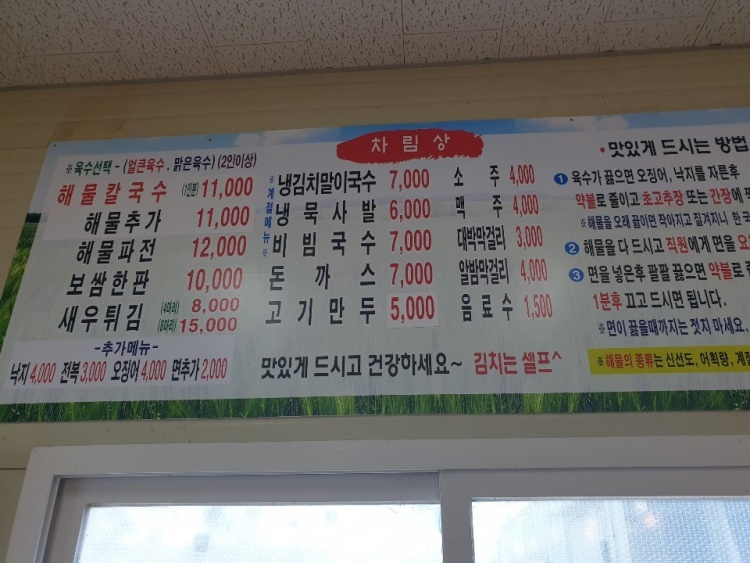 차림상
※육수선택 - (얼큰육수, 맑은육수) (2인이상)
해물칼국수 (1인분) 11,000
해물추가 11,000
해물파전 12,000
보쌈한판 10,000
새우튀김 (4마리) 8,000
(8마리) 15,000
-추가메뉴-
낙지 4,000 전복 3,000 오징어 4,000 면추가 2,000
※계절메뉴※
냉김치말이국수 7,000
냉묵사발 6,000
비빔국수 7,000
돈까스 7,000
고기만두 5,000
소주 4,000
맥주 4,000
대박막걸리 3,000
알밤막걸리 4,000
음료수 1,500
맛있게 드시고 건강하세요~ 김치는 셀프^
• 맛있게 드시는 방법
1 육수가 끓으면 오징어, 낙지를 자른후
약불로 줄이고 초고추장 또는 간장에
※해물을 오래 끓이면 작아지고 질겨지니 한
2 해물을 다 드시고 직원에게 면을
3 면을 넣은후 팔팔 끓으면 약불로
1분후 끄고 드시면 됩니다.
※면이 끓을때까지는 젓지 마세요.
※해물의 종류는 신선도, 어획량,